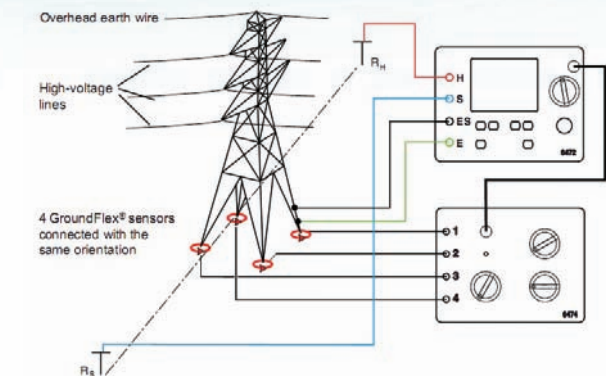 Overhead earth wire
High-voltage
lines
4 GroundFlex® sensors
connected with the
same orientation
RH
RS
H
S
ES
E
6472
1
2
3
4
6474